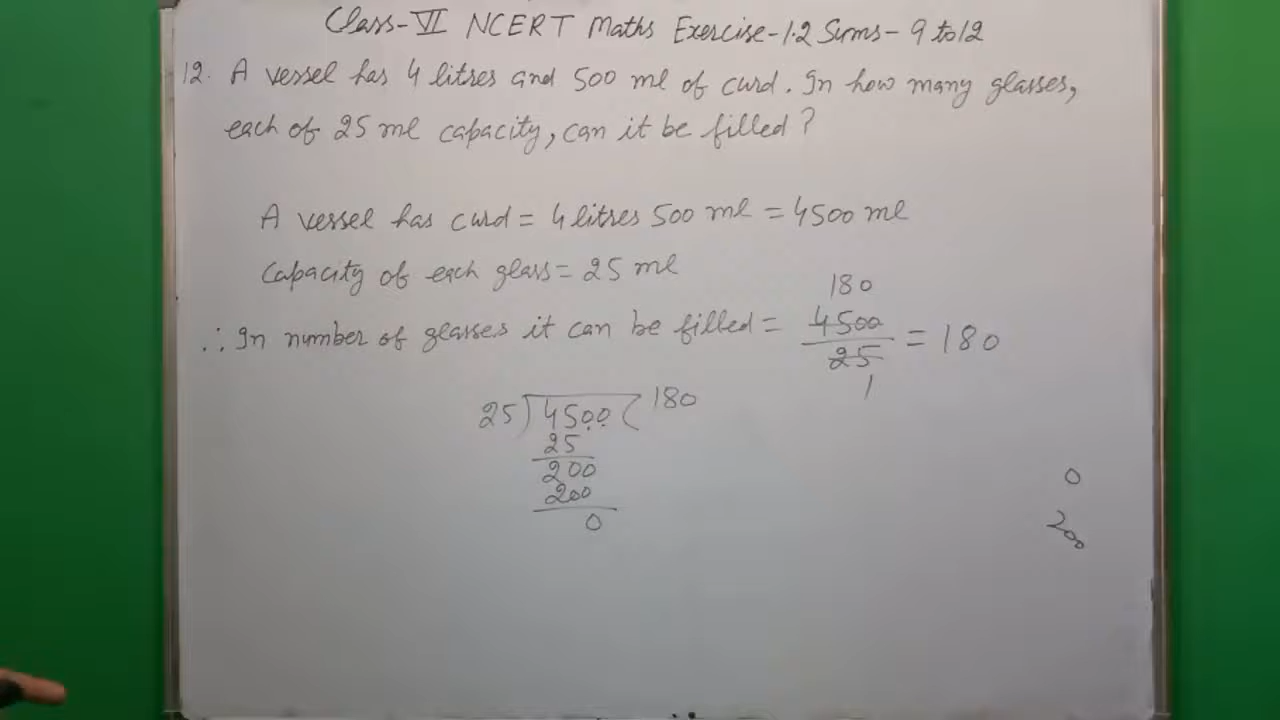 Class-VI NCERT Maths Exercise-1.2 Sums-9 to 12
12. A vessel has 4 litres and 500 ml of curd. In how many glasses,
each of 25 ml capacity, can it be filled?
A vessel has curd = 4 litres 500 ml = 4500 ml
Capacity of each glass = 25 ml
180
∴ In number of glasses it can be filled = 4500/25 = 180
1
25) 4500 (180
25
200
200
0
0
200